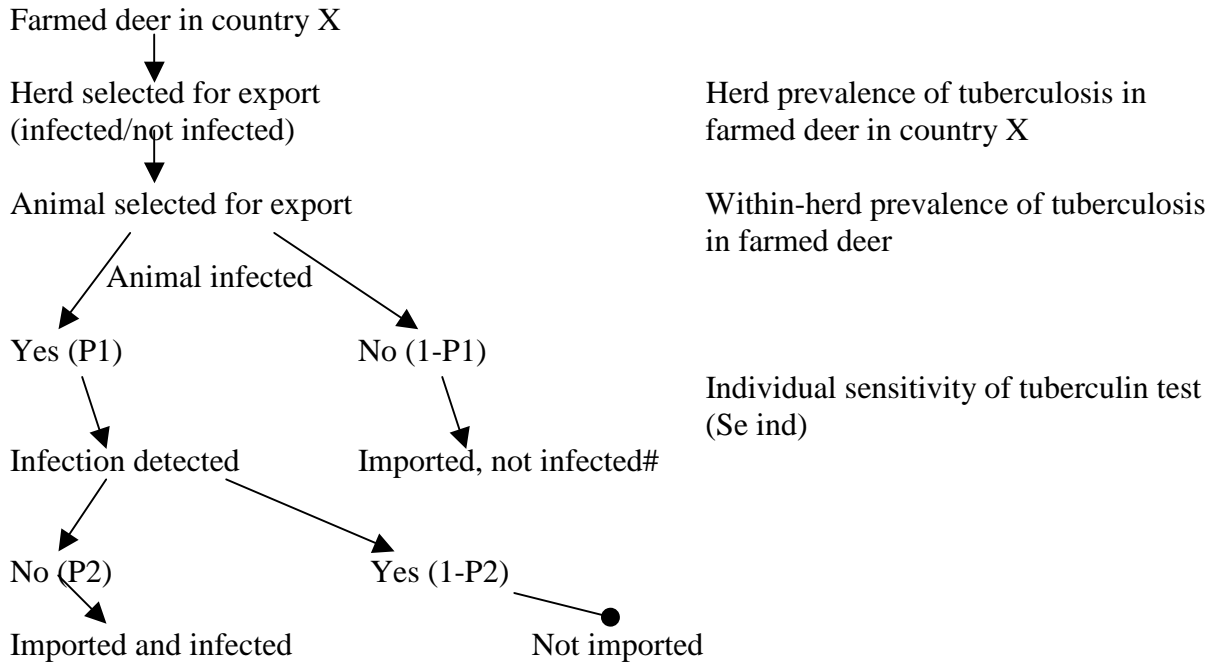 Farmed deer in country X
Herd selected for export
(infected/not infected)
Herd prevalence of tuberculosis in
farmed deer in country X
Animal selected for export
Within-herd prevalence of tuberculosis
in farmed deer
Animal infected
Yes (P1)
No (1-P1)
Individual sensitivity of tuberculin test
(Se ind)
Infection detected
Imported, not infected#
No (P2)
Yes (1-P2)
Imported and infected
Not imported